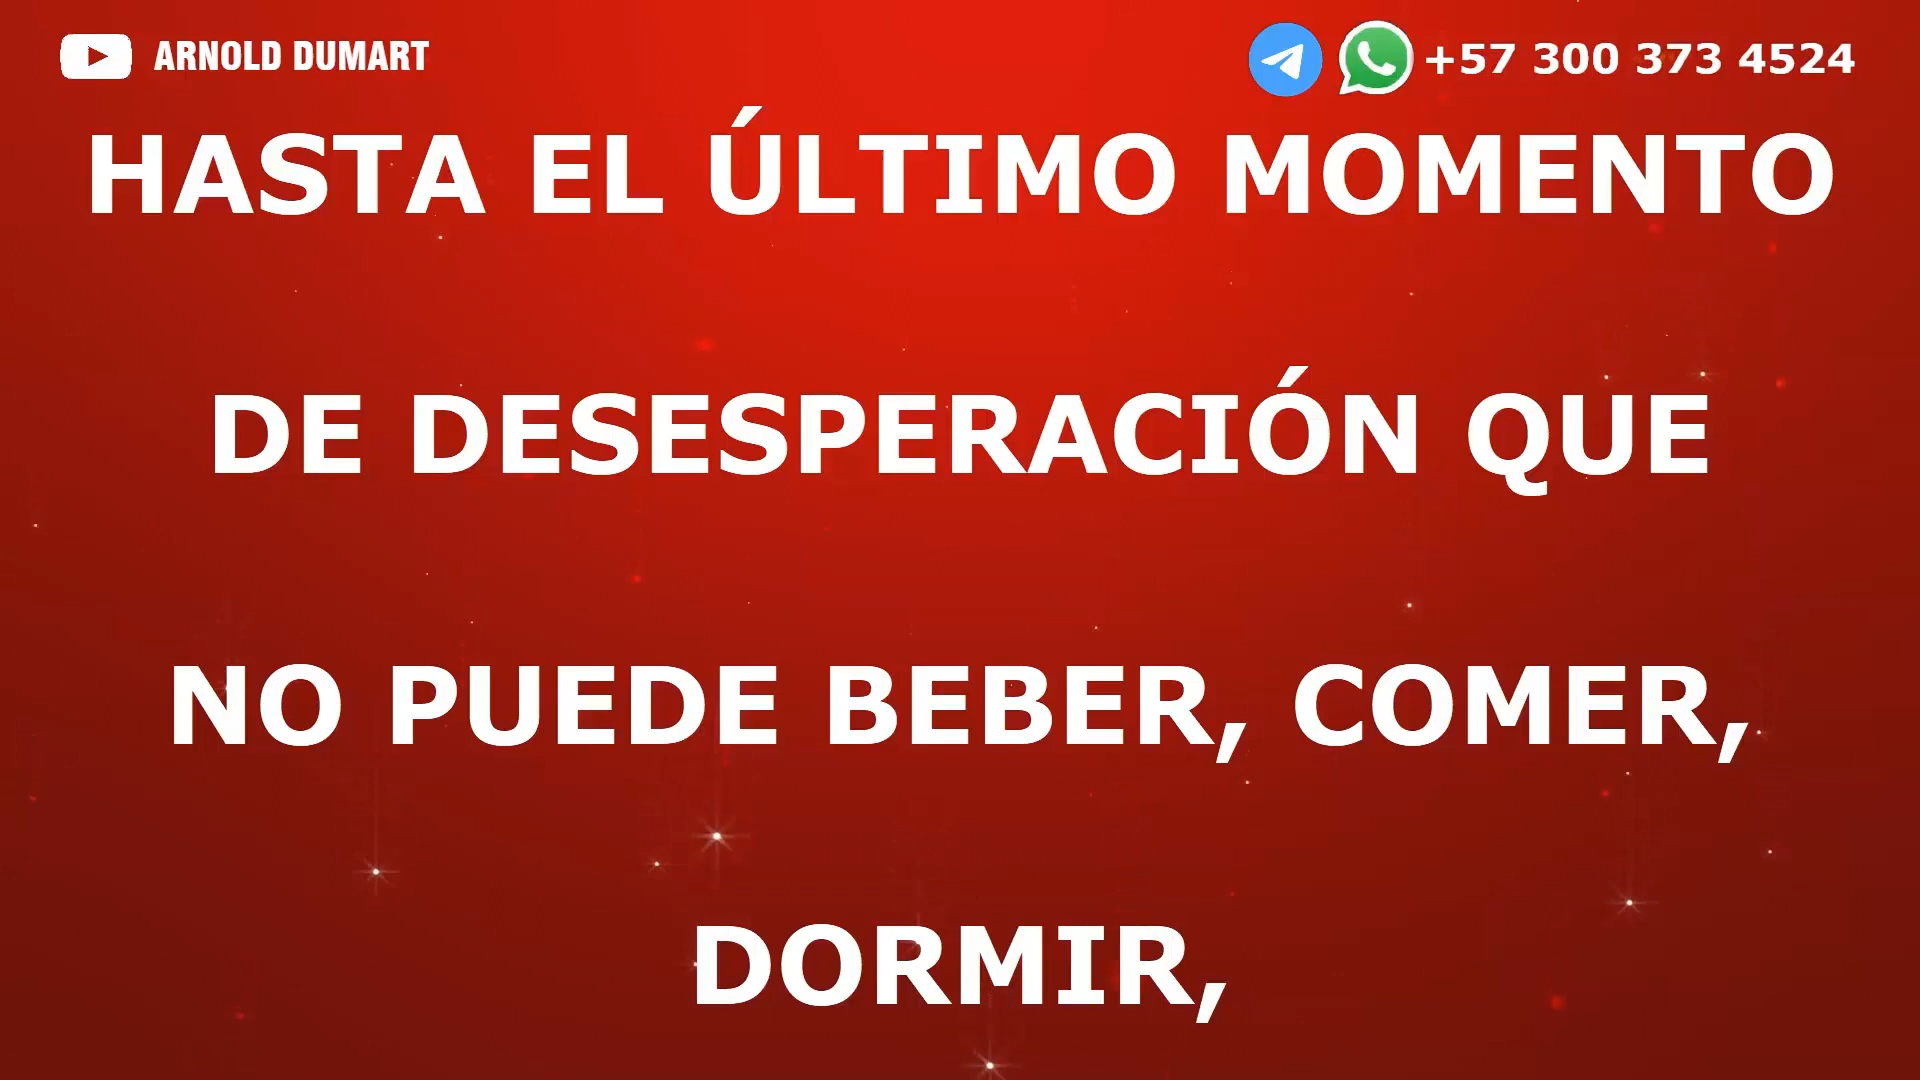 ARNOLD DUMART
+57 300 373 4524
HASTA EL ÚLTIMO MOMENTO
DE DESESPERACIÓN QUE
NO PUEDE BEBER, COMER,
DORMIR,